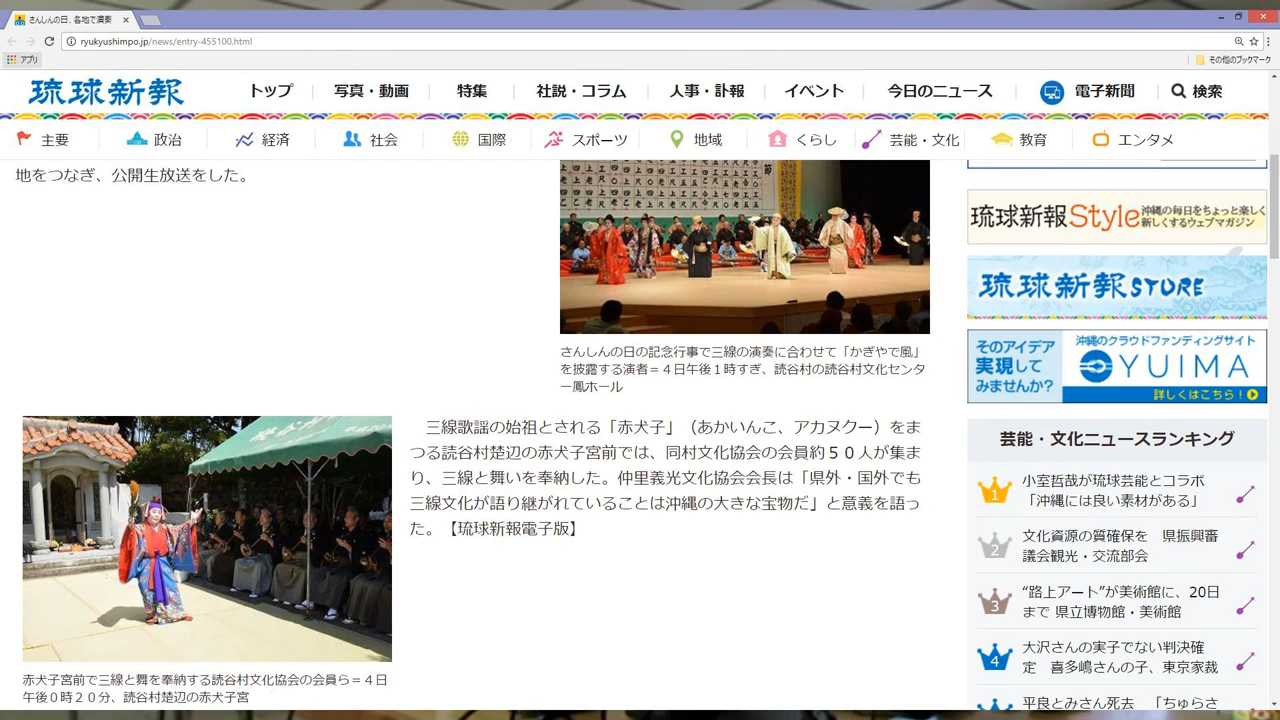 さんしんの日、各地で演奏
ryukyushimpo.jp/news/entry-455100.html
アプリ
その他のブックマーク
琉球新報
トップ
写真・動画
特集
社説・コラム
人事・訃報
イベント
今日のニュース
電子新聞
検索
主要
政治
経済
社会
国際
スポーツ
地域
くらし
芸能・文化
教育
エンタメ
地をつなぎ、公開生放送をした。
さんしんの日の記念行事で三線の演奏に合わせて「かぎやで風」
を披露する演者＝４日午後１時すぎ、読谷村の読谷村文化センタ
ー鳳ホール
三線歌謡の始祖とされる「赤犬子」（あかいんこ、アカヌクー）をま
つる読谷村楚辺の赤犬子宮前では、同村文化協会の会員約５０人が集ま
り、三線と舞いを奉納した。仲里義光文化協会会長は「県外・国外でも
三線文化が語り継がれていることは沖縄の大きな宝物だ」と意義を語っ
た。【琉球新報電子版】
赤犬子宮前で三線と舞を奉納する読谷村文化協会の会員ら＝４日
午後０時２０分、読谷村楚辺の赤犬子宮
琉球新報Style
沖縄の毎日をちょっと楽しく
新しくするウェブマガジン
琉球新報STORE
そのアイデア
実現して
みませんか?
沖縄のクラウドファンディングサイト
YUIMA
詳しくはこちら!
芸能・文化ニュースランキング
1
小室哲哉が琉球芸能とコラボ
「沖縄には良い素材がある」
2
文化資源の質確保を　県振興審
議会観光・交流部会
3
“路上アート”が美術館に、20日
まで 県立博物館・美術館
4
大沢さんの実子でない判決確
定　喜多嶋さんの子、東京家裁
平良とみさん死去　「ちゅらさ